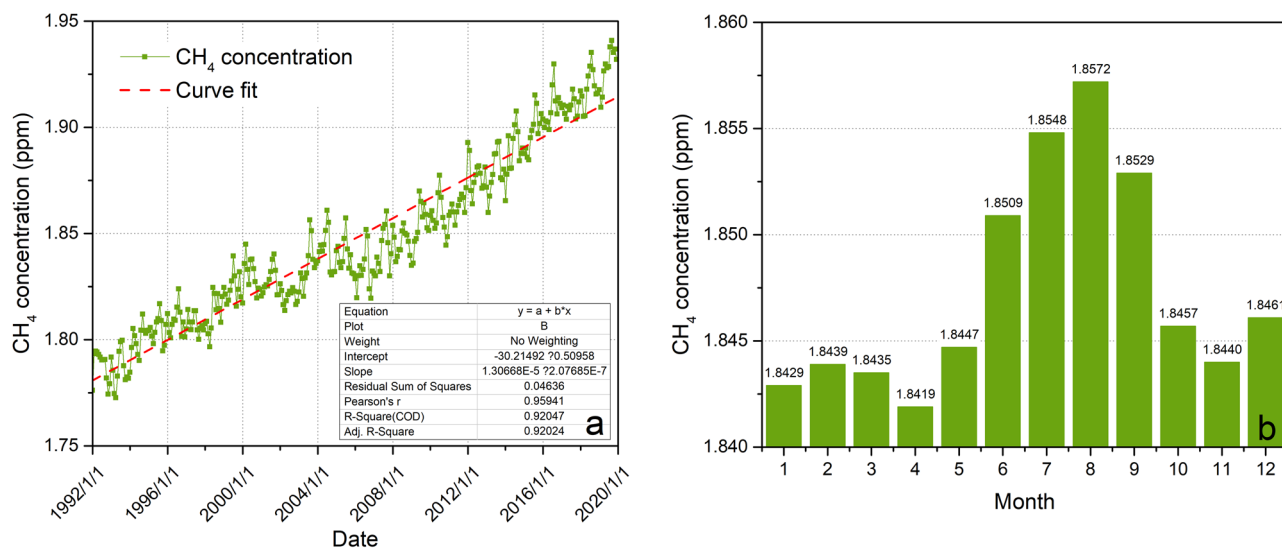 1.95
1.90
1.85
1.80
1.75
CH4 concentration (ppm)
CH4 concentration
Curve fit
Equation y = a + b*x
Plot B
Weight No Weighting
Intercept -30.21492 ?0.50958
Slope 1.30668E-5 ?2.07685E-7
Residual Sum of Squares 0.04636
Pearson's r 0.95941
R-Square(COD) 0.92047
Adj. R-Square 0.92024
a
1992/1/1 1996/1/1 2000/1/1 2004/1/1 2008/1/1 2012/1/1 2016/1/1 2020/1/1
Date
1.860
1.855
1.850
1.845
1.840
CH4 concentration (ppm)
1.8429 1.8439 1.8435 1.8419 1.8447 1.8509 1.8548 1.8572 1.8529 1.8457 1.8440 1.8461
b
1 2 3 4 5 6 7 8 9 10 11 12
Month